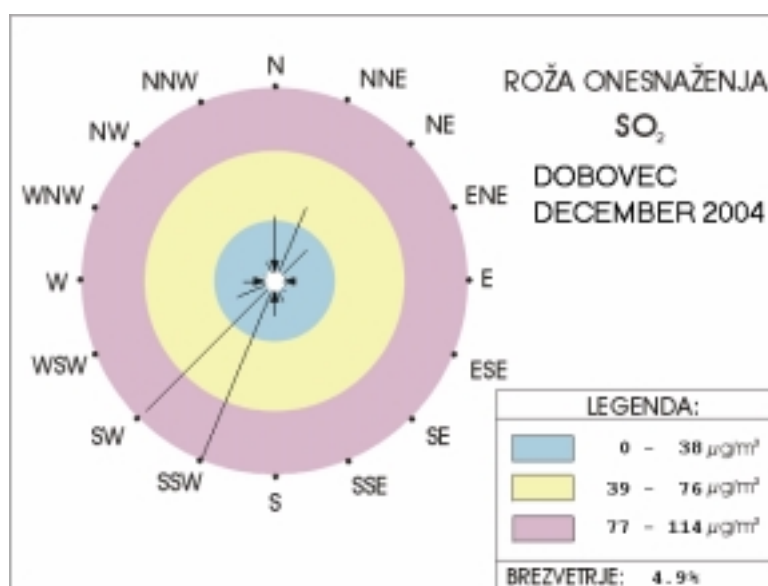 N
NNE
NE
ENE
E
ESE
SE
SSE
S
SSW
SW
WSW
W
WNW
NW
NNW
ROŽA ONESNAŽENJA
SO₂
DOBOVEC
DECEMBER 2004
LEGENDA:
0 - 38 µg/m³
39 - 76 µg/m³
77 - 114 µg/m³
BREZVETRJE: 4.9%